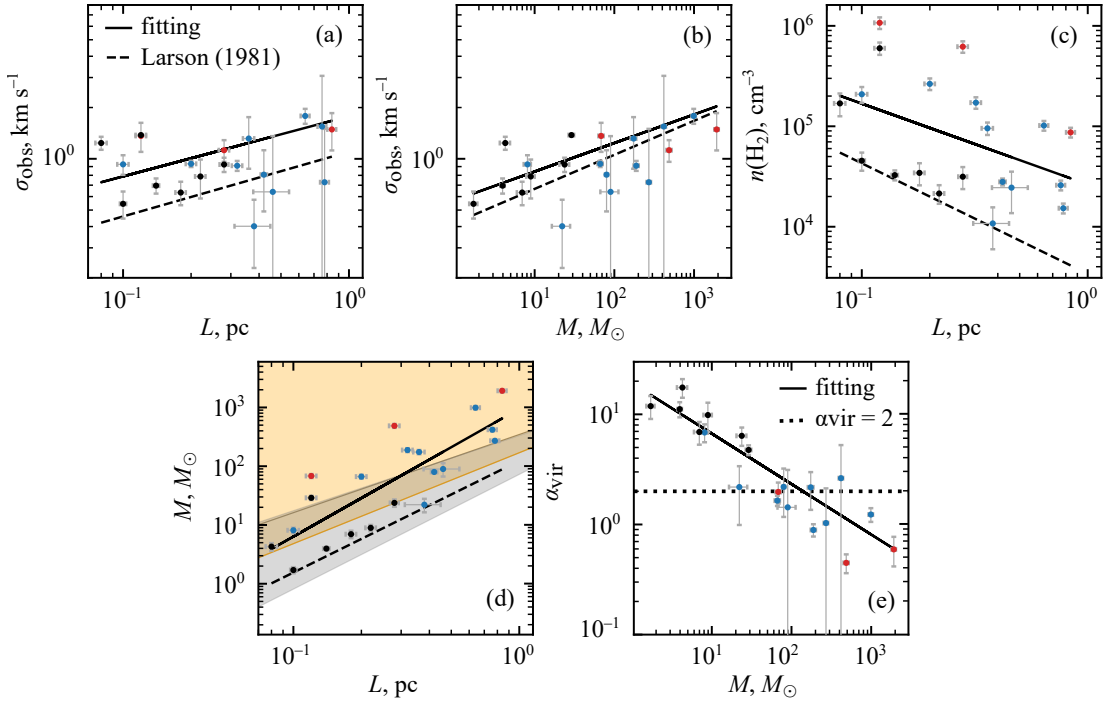 fitting
Larson (1981)
(a)
σobs, km s⁻¹
10⁰
10⁻¹
10⁰
L, pc
(b)
σobs, km s⁻¹
10⁰
10¹
10²
10³
M, M⊙
(c)
n(H₂), cm⁻³
10⁶
10⁵
10⁴
10⁻¹
10⁰
L, pc
(d)
M, M⊙
10³
10²
10¹
10⁰
10⁻¹
10⁰
L, pc
fitting
αvir = 2
(e)
αvir
10¹
10⁰
10⁻¹
10¹
10²
10³
M, M⊙